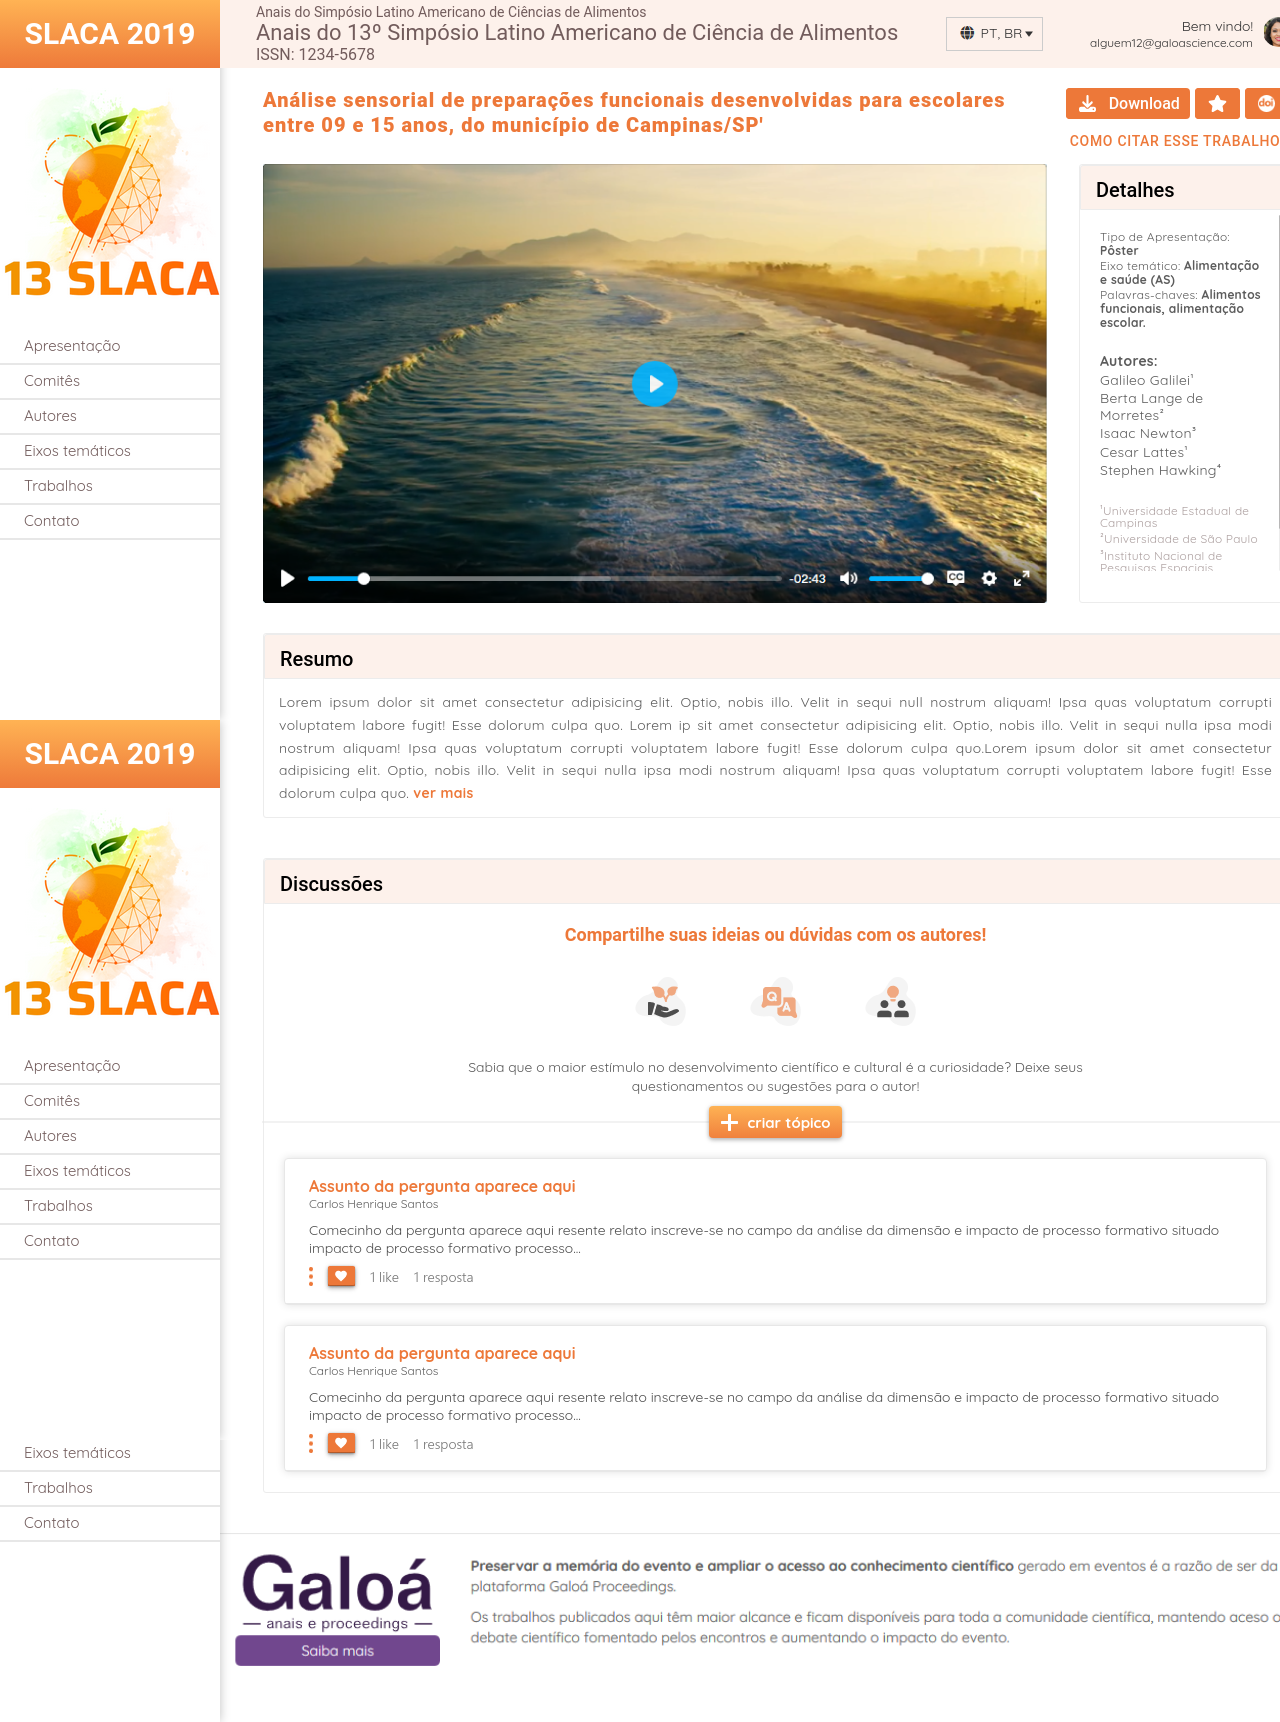 SLACA 2019
Anais do Simpósio Latino Americano de Ciências de Alimentos
Anais do 13º Simpósio Latino Americano de Ciência de Alimentos
ISSN: 1234-5678
PT, BR
Bem vindo!
alguem12@galoascience.com
13 SLACA
Apresentação
Comitês
Autores
Eixos temáticos
Trabalhos
Contato
Análise sensorial de preparações funcionais desenvolvidas para escolares
entre 09 e 15 anos, do município de Campinas/SP'
Download
doi
COMO CITAR ESSE TRABALHO
-02:43
CC
Detalhes
Tipo de Apresentação:
Pôster
Eixo temático: Alimentação
e saúde (AS)
Palavras-chaves: Alimentos
funcionais, alimentação
escolar.
Autores:
Galileo Galilei¹
Berta Lange de
Morretes²
Isaac Newton³
Cesar Lattes¹
Stephen Hawking⁴
¹Universidade Estadual de
Campinas
²Universidade de São Paulo
³Instituto Nacional de
Pesquisas Espaciais
Resumo
Lorem ipsum dolor sit amet consectetur adipisicing elit. Optio, nobis illo. Velit in sequi null nostrum aliquam! Ipsa quas voluptatum corrupti
voluptatem labore fugit! Esse dolorum culpa quo. Lorem ip sit amet consectetur adipisicing elit. Optio, nobis illo. Velit in sequi nulla ipsa modi
nostrum aliquam! Ipsa quas voluptatum corrupti voluptatem labore fugit! Esse dolorum culpa quo.Lorem ipsum dolor sit amet consectetur
adipisicing elit. Optio, nobis illo. Velit in sequi nulla ipsa modi nostrum aliquam! Ipsa quas voluptatum corrupti voluptatem labore fugit! Esse
dolorum culpa quo. ver mais
SLACA 2019
13 SLACA
Apresentação
Comitês
Autores
Eixos temáticos
Trabalhos
Contato
Discussões
Compartilhe suas ideias ou dúvidas com os autores!
Q
A
Sabia que o maior estímulo no desenvolvimento científico e cultural é a curiosidade? Deixe seus
questionamentos ou sugestões para o autor!
criar tópico
Assunto da pergunta aparece aqui
Carlos Henrique Santos
Comecinho da pergunta aparece aqui resente relato inscreve-se no campo da análise da dimensão e impacto de processo formativo situado
impacto de processo formativo processo...
1 like 1 resposta
Assunto da pergunta aparece aqui
Carlos Henrique Santos
Comecinho da pergunta aparece aqui resente relato inscreve-se no campo da análise da dimensão e impacto de processo formativo situado
impacto de processo formativo processo...
1 like 1 resposta
Eixos temáticos
Trabalhos
Contato
Galoá
anais e proceedings
Saiba mais
Preservar a memória do evento e ampliar o acesso ao conhecimento científico gerado em eventos é a razão de ser da
plataforma Galoá Proceedings.
Os trabalhos publicados aqui têm maior alcance e ficam disponíveis para toda a comunidade científica, mantendo aceso o
debate científico fomentado pelos encontros e aumentando o impacto do evento.